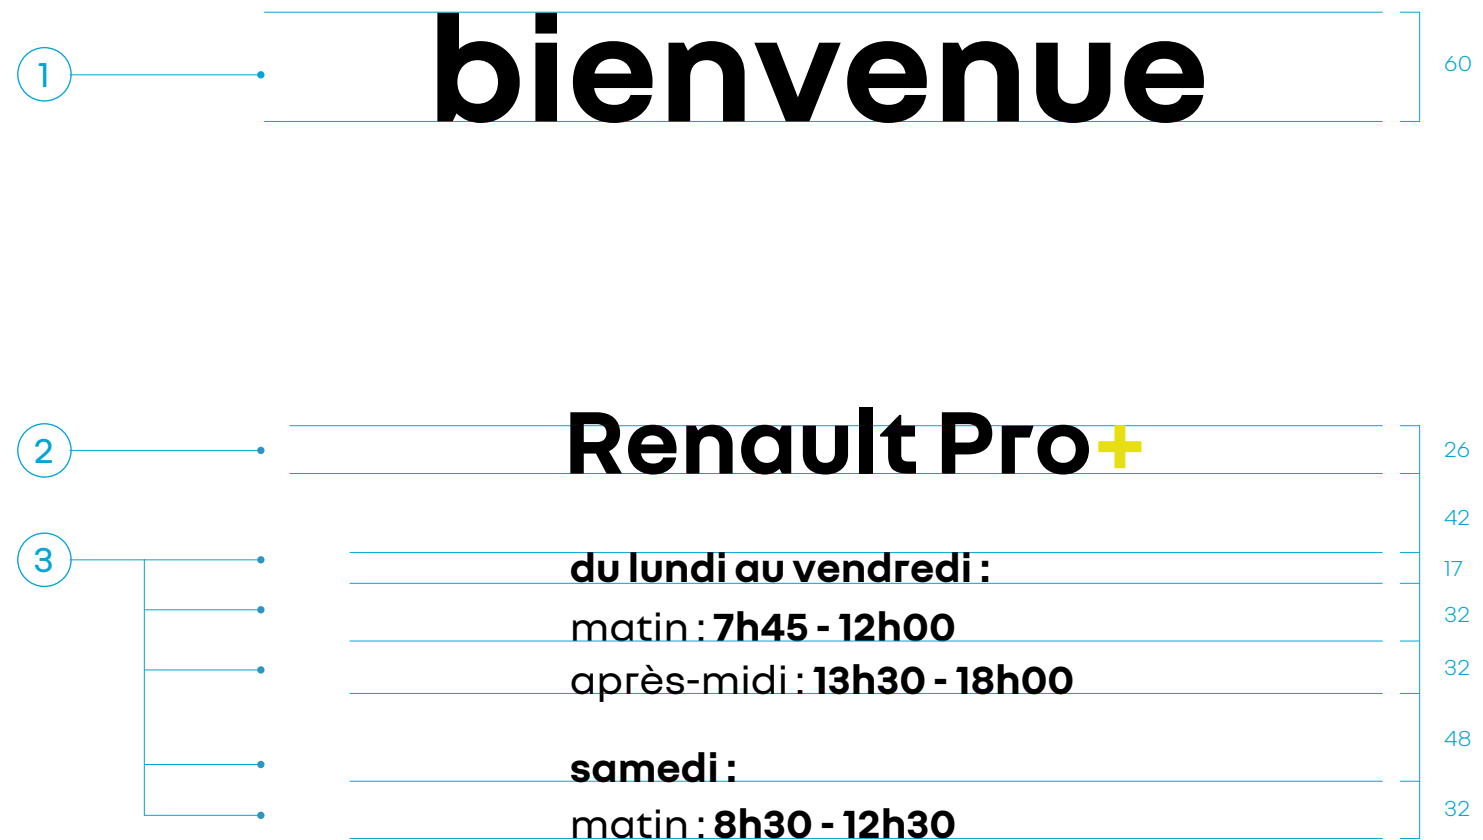 1
bienvenue
60
2
Renault Pro+
26
42
3
du lundi au vendredi :
17
matin : 7h45 - 12h00
32
après-midi : 13h30 - 18h00
32
48
samedi :
matin : 8h30 - 12h30
32